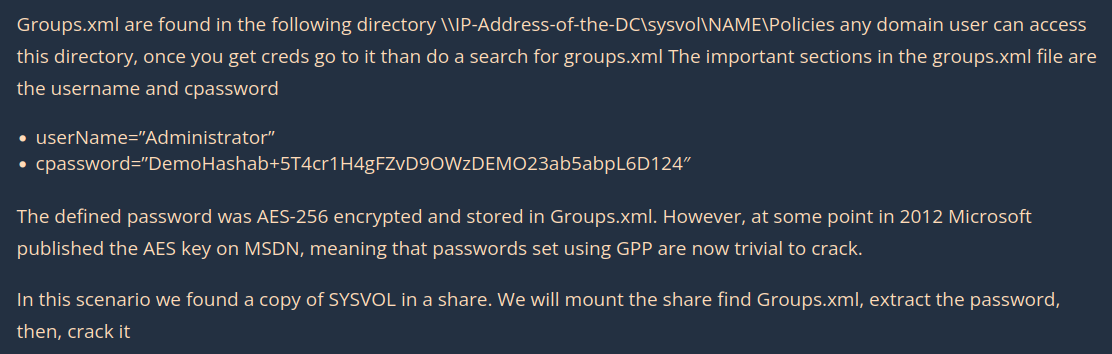 Groups.xml are found in the following directory \\IP-Address-of-the-DC\sysvol\NAME\Policies any domain user can access
this directory, once you get creds go to it than do a search for groups.xml The important sections in the groups.xml file are
the username and cpassword
• userName=”Administrator”
• cpassword=”DemoHashab+5T4cr1H4gFZvD9OWzDEMO23ab5abpL6D124″
The defined password was AES-256 encrypted and stored in Groups.xml. However, at some point in 2012 Microsoft
published the AES key on MSDN, meaning that passwords set using GPP are now trivial to crack.
In this scenario we found a copy of SYSVOL in a share. We will mount the share find Groups.xml, extract the password,
then, crack it